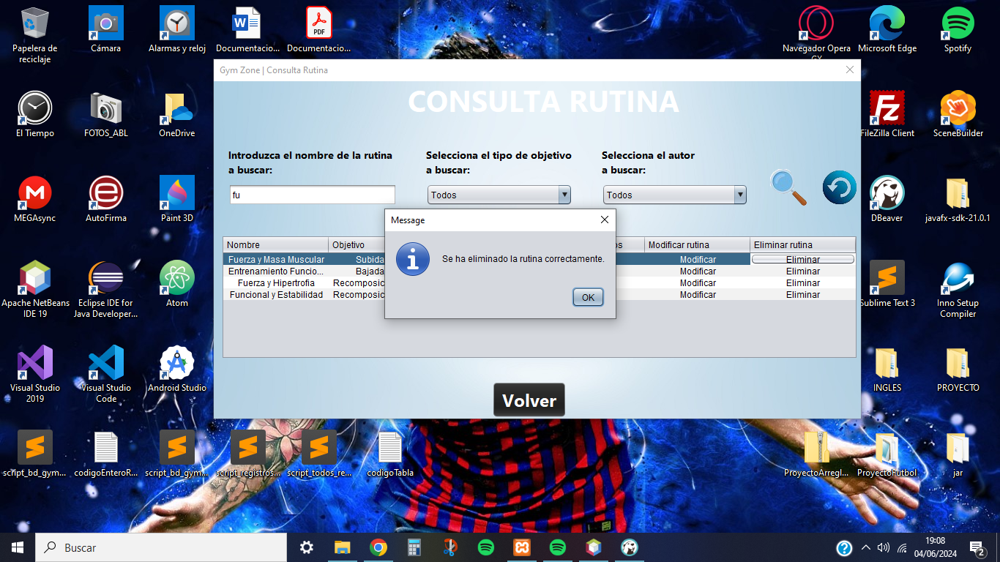 Papelera de
reciclaje
Cámara
Alarmas y reloj
Documentacio...
Documentacio...
Navegador Opera
GX
Microsoft Edge
Spotify
El Tiempo
FOTOS_ABL
OneDrive
FileZilla Client
SceneBuilder
MEGAsync
AutoFirma
Paint 3D
DBeaver
javafx-sdk-21.0.1
Apache NetBeans
IDE 19
Eclipse IDE for
Java Developer...
Atom
Sublime Text 3
Inno Setup
Compiler
Visual Studio
2019
Visual Studio
Code
Android Studio
INGLES
PROYECTO
script_bd_gym...
codigoEnteroR...
script_bd_gym...
script_registros...
script_todos_re...
codigoTabla
ProyectoArregl...
ProyectoFutbol
jar
Gym Zone | Consulta Rutina
CONSULTA RUTINA
Introduzca el nombre de la rutina
a buscar:
Selecciona el tipo de objetivo
a buscar:
Selecciona el autor
a buscar:
fu
Todos
Todos
Nombre Objetivo Modificar rutina Eliminar rutina
Fuerza y Masa Muscular Subida Modificar Eliminar
Entrenamiento Funcio... Bajada Modificar Eliminar
Fuerza y Hipertrofia Recomposic Modificar Eliminar
Funcional y Estabilidad Recomposic Modificar Eliminar
Message
Se ha eliminado la rutina correctamente.
OK
Volver
Buscar
19:08
04/06/2024
2